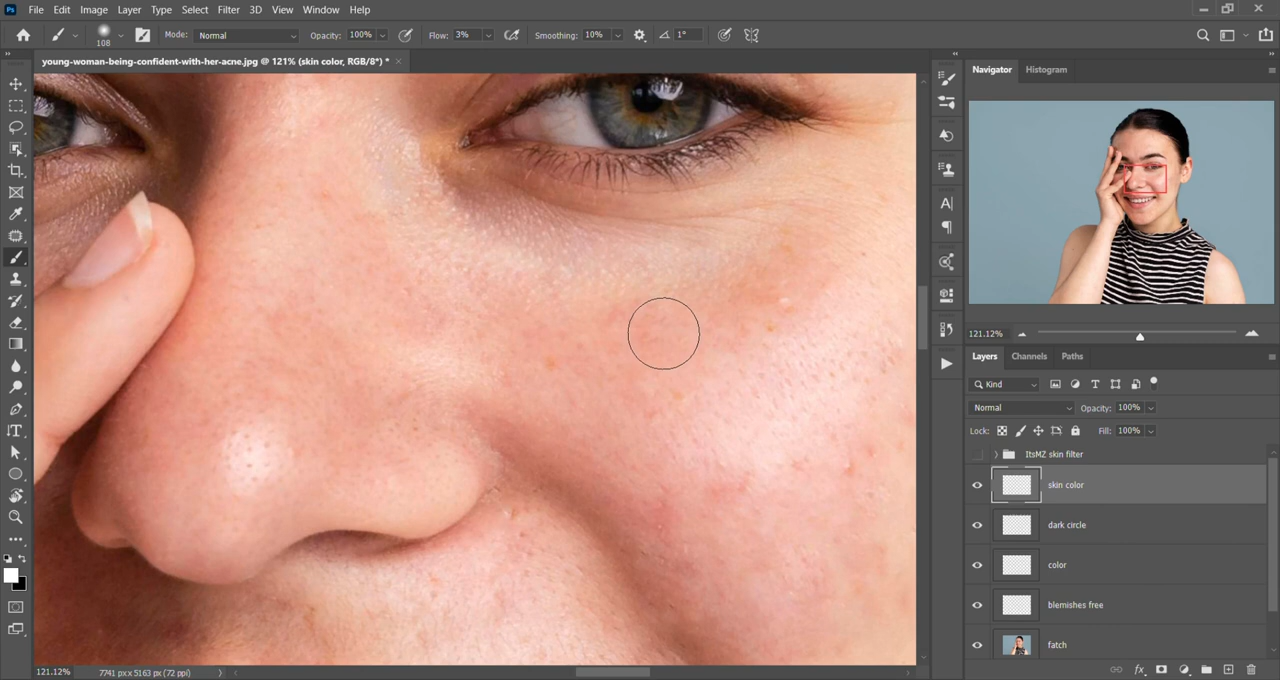 Ps File Edit Image Layer Type Select Filter 3D View Window Help
108 Mode: Normal Opacity: 100% Flow: 3% Smoothing: 10% 1°
young-woman-being-confident-with-her-acne.jpg @ 121% (skin color, RGB/8*) * ×
Navigator Histogram
121.12%
Layers Channels Paths
Kind
Normal Opacity: 100%
Lock: Fill: 100%
ItsMZ skin filter
skin color
dark circle
color
blemishes free
fatch
121.12% 7741 px x 5163 px (72 ppi)